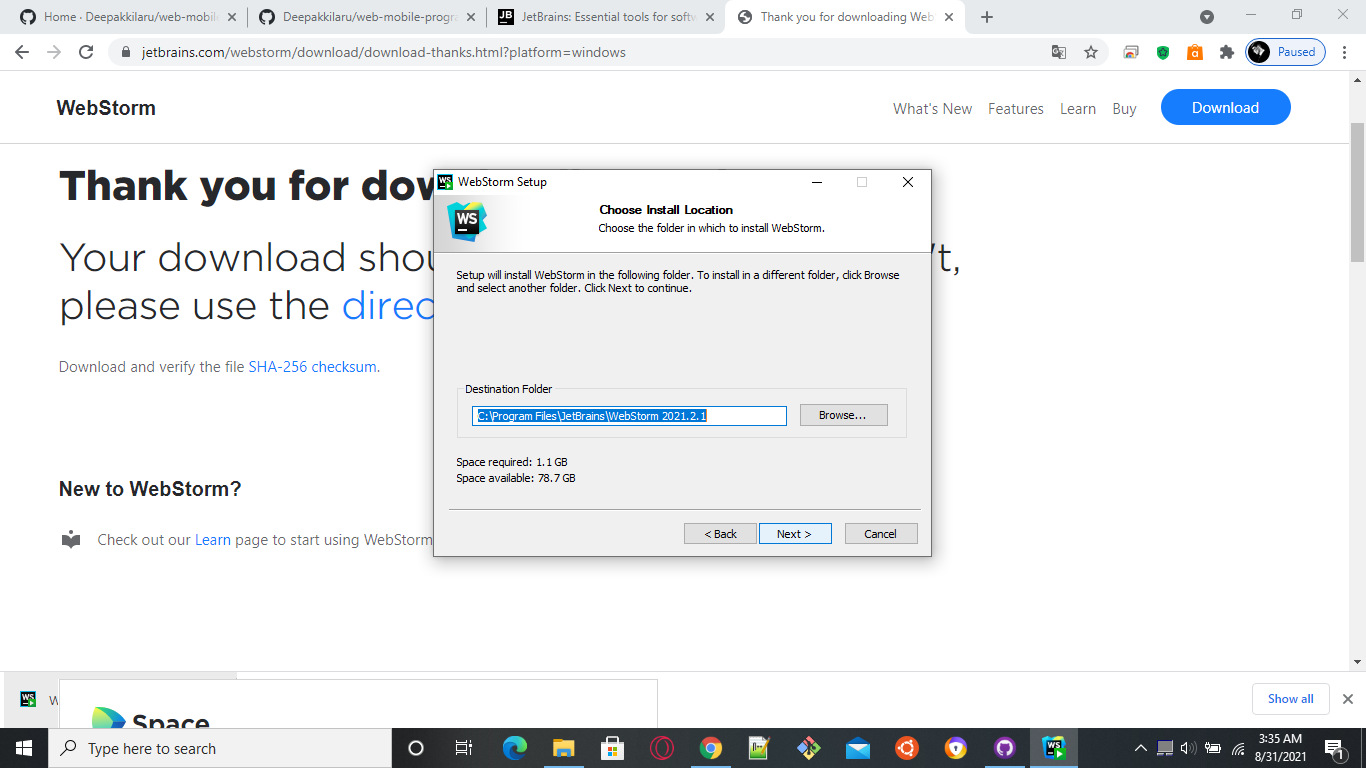 Home · Deepakkilaru/web-mobil
Deepakkilaru/web-mobile-progra
JB
JetBrains: Essential tools for softw
Thank you for downloading Web
jetbrains.com/webstorm/download/download-thanks.html?platform=windows
a
Paused
WebStorm
What's New
Features
Learn
Buy
Download
Thank you for dow
Your download shou
't,
please use the direc
Download and verify the file SHA-256 checksum.
New to WebStorm?
Check out our Learn page to start using WebStorm
WS
WebStorm Setup
WS
Choose Install Location
Choose the folder in which to install WebStorm.
Setup will install WebStorm in the following folder. To install in a different folder, click Browse
and select another folder. Click Next to continue.
Destination Folder
C:\Program Files\JetBrains\WebStorm 2021.2.1
Browse...
Space required: 1.1 GB
Space available: 78.7 GB
< Back
Next >
Cancel
WS
W
Space
Show all
Type here to search
WS
3:35 AM
8/31/2021
1